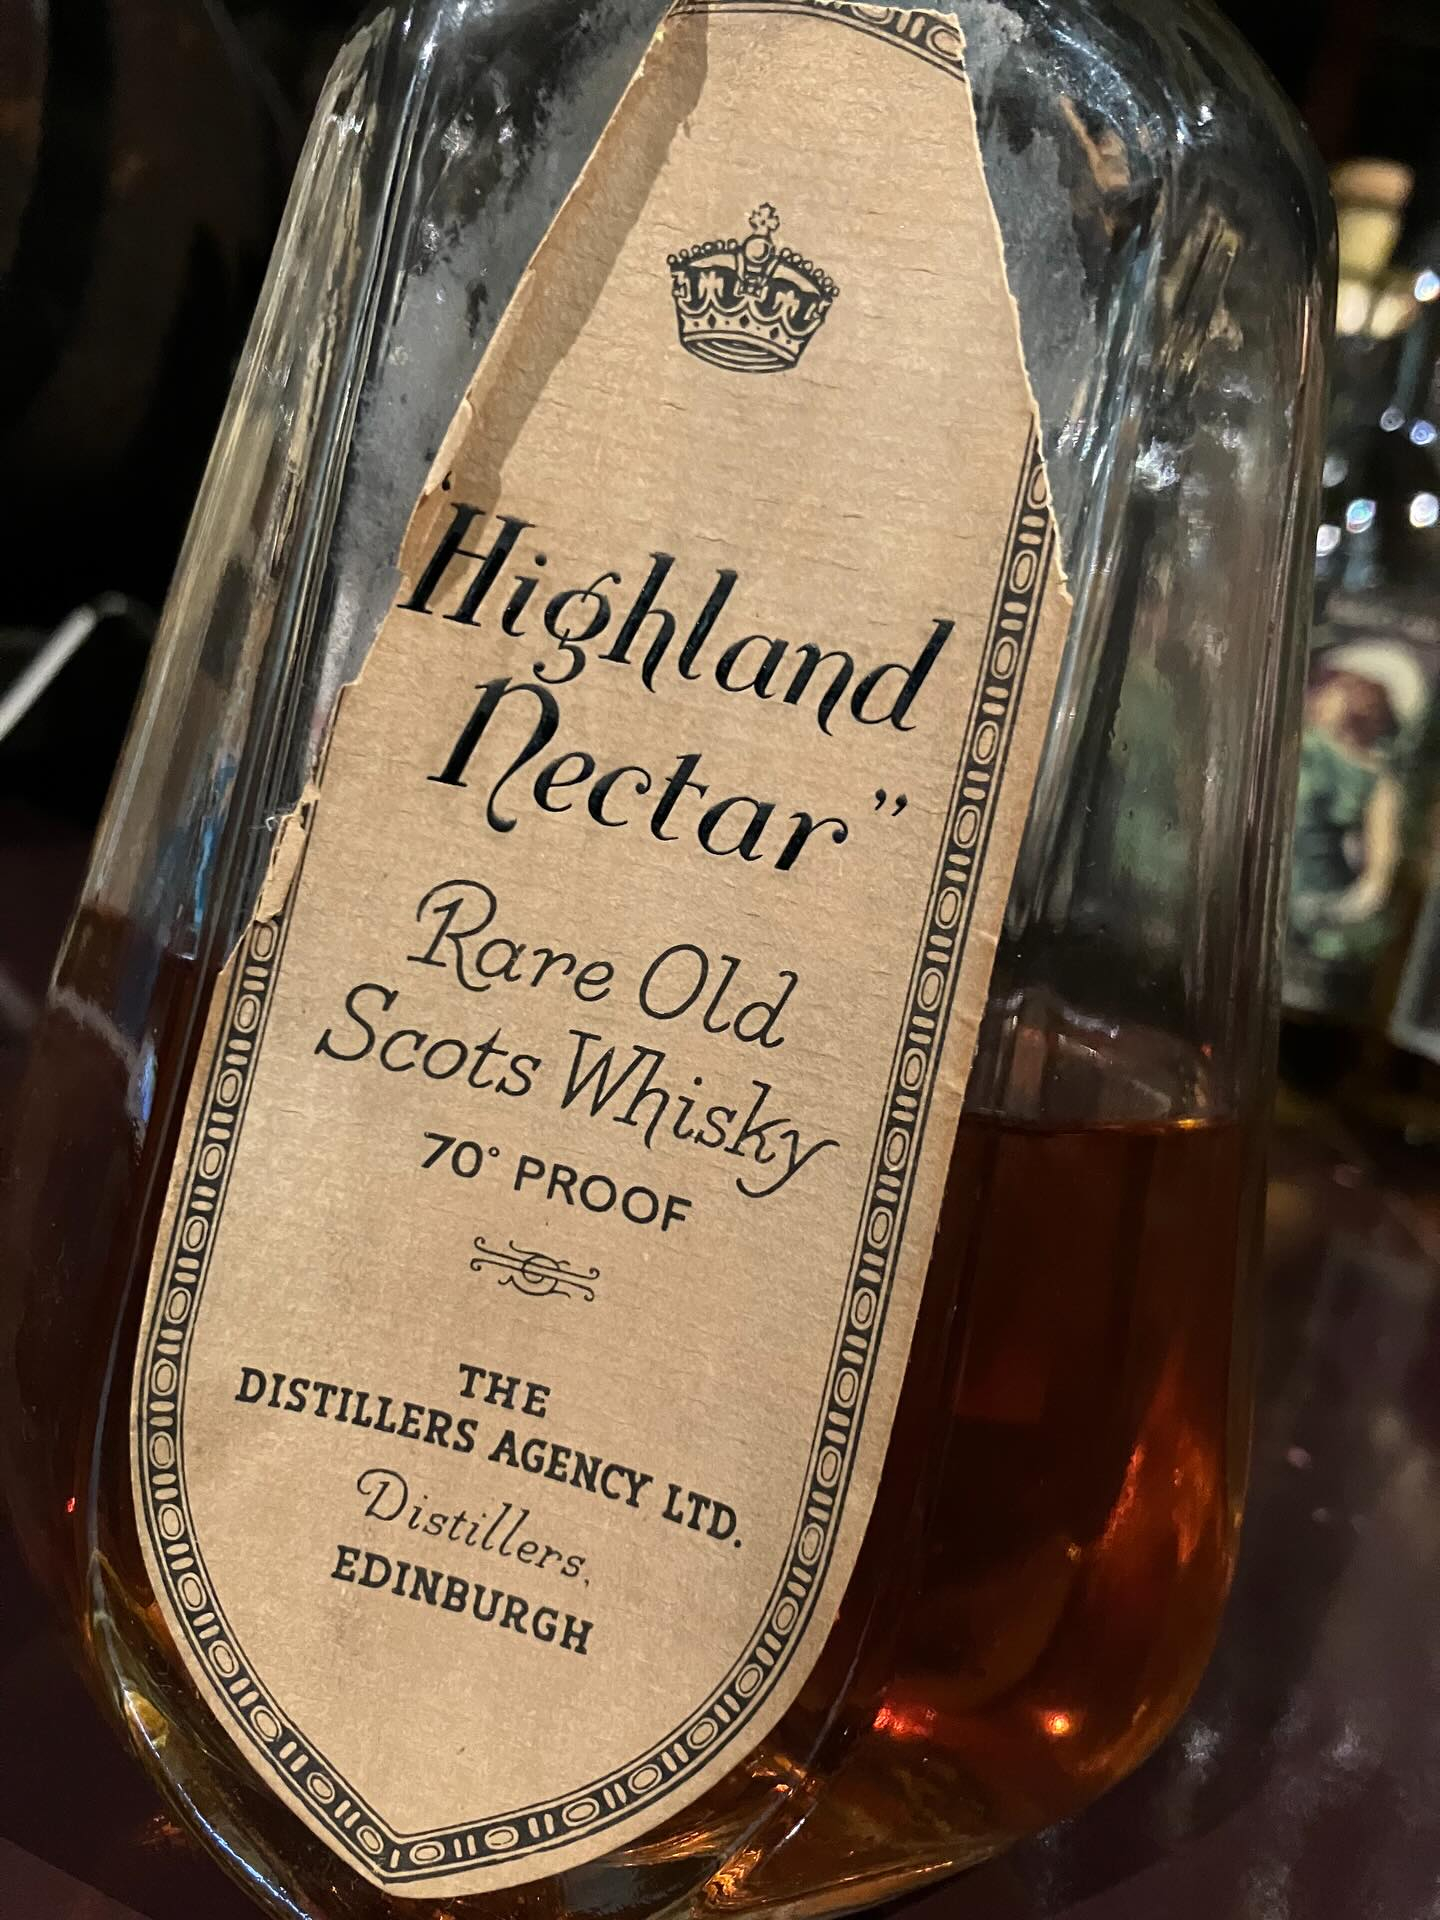 "Highland
Nectar"
Rare Old
Scots Whisky
70° PROOF
THE
DISTILLERS AGENCY LTD.
Distillers,
EDINBURGH